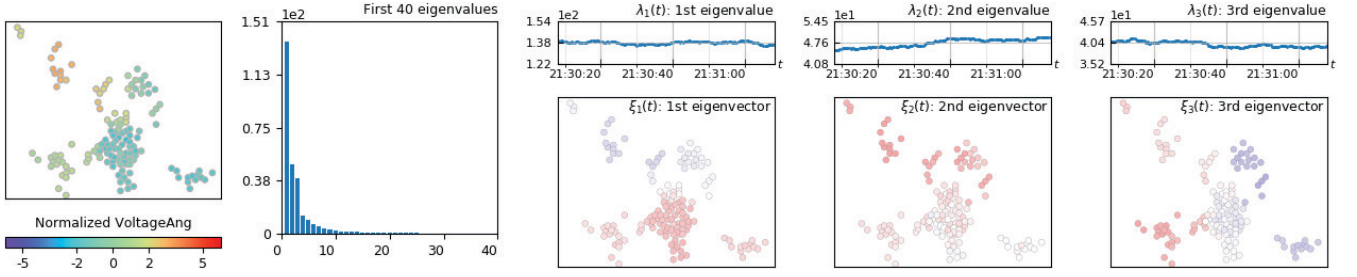 Normalized VoltageAng
-5 -2 0 2 5
First 40 eigenvalues
1e2
1.51
1.13
0.75
0.38
0
0 10 20 30 40
λ₁(t): 1st eigenvalue
1e2
1.54
1.38
1.22
21:30:20 21:30:40 21:31:00 t
ξ₁(t): 1st eigenvector
λ₂(t): 2nd eigenvalue
1e1
5.45
4.76
4.08
21:30:20 21:30:40 21:31:00 t
ξ₂(t): 2nd eigenvector
λ₃(t): 3rd eigenvalue
1e1
4.57
4.04
3.52
21:30:20 21:30:40 21:31:00 t
ξ₃(t): 3rd eigenvector